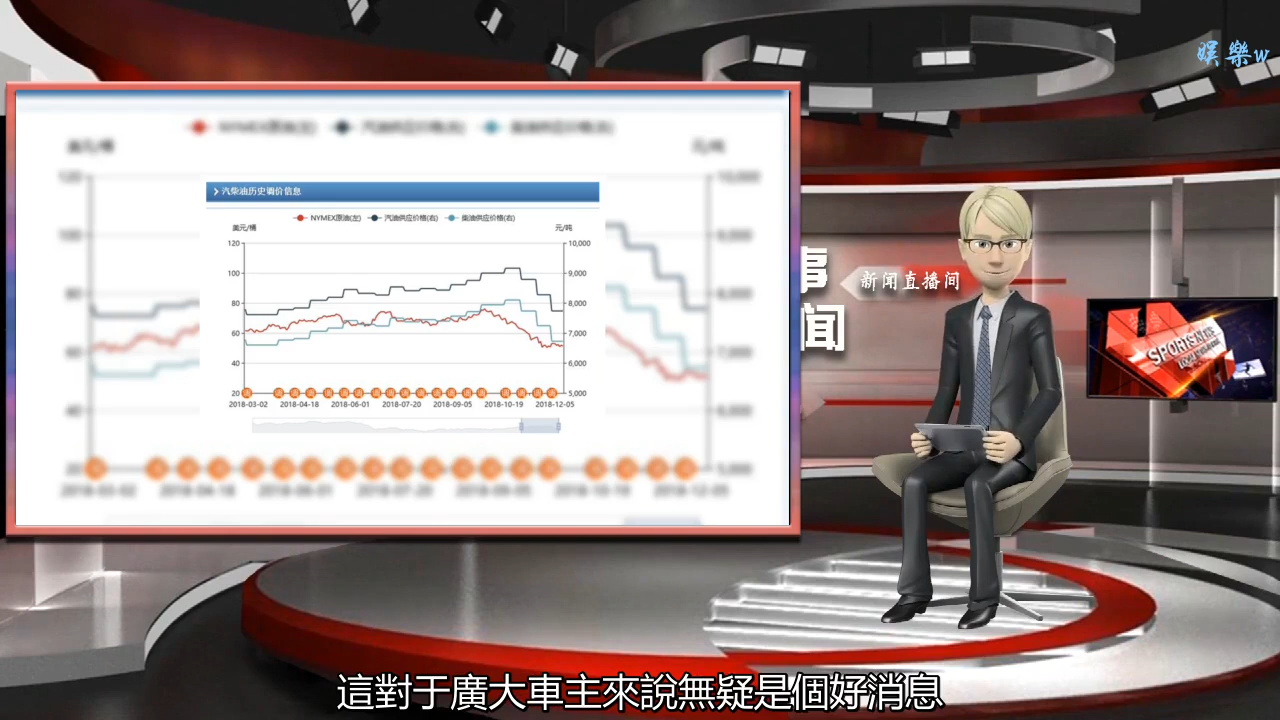 娱樂w
汽柴油历史调价信息
NYMEX原油(左) 汽油供应价格(右) 柴油供应价格(右)
美元/桶 元/吨
120 10,000
100 9,000
80 8,000
60 7,000
40 6,000
20 5,000
2018-03-02 2018-04-18 2018-06-01 2018-07-20 2018-09-05 2018-10-19 2018-12-05
新闻直播间
闻
SPORTS
這對于廣大車主來說無疑是個好消息